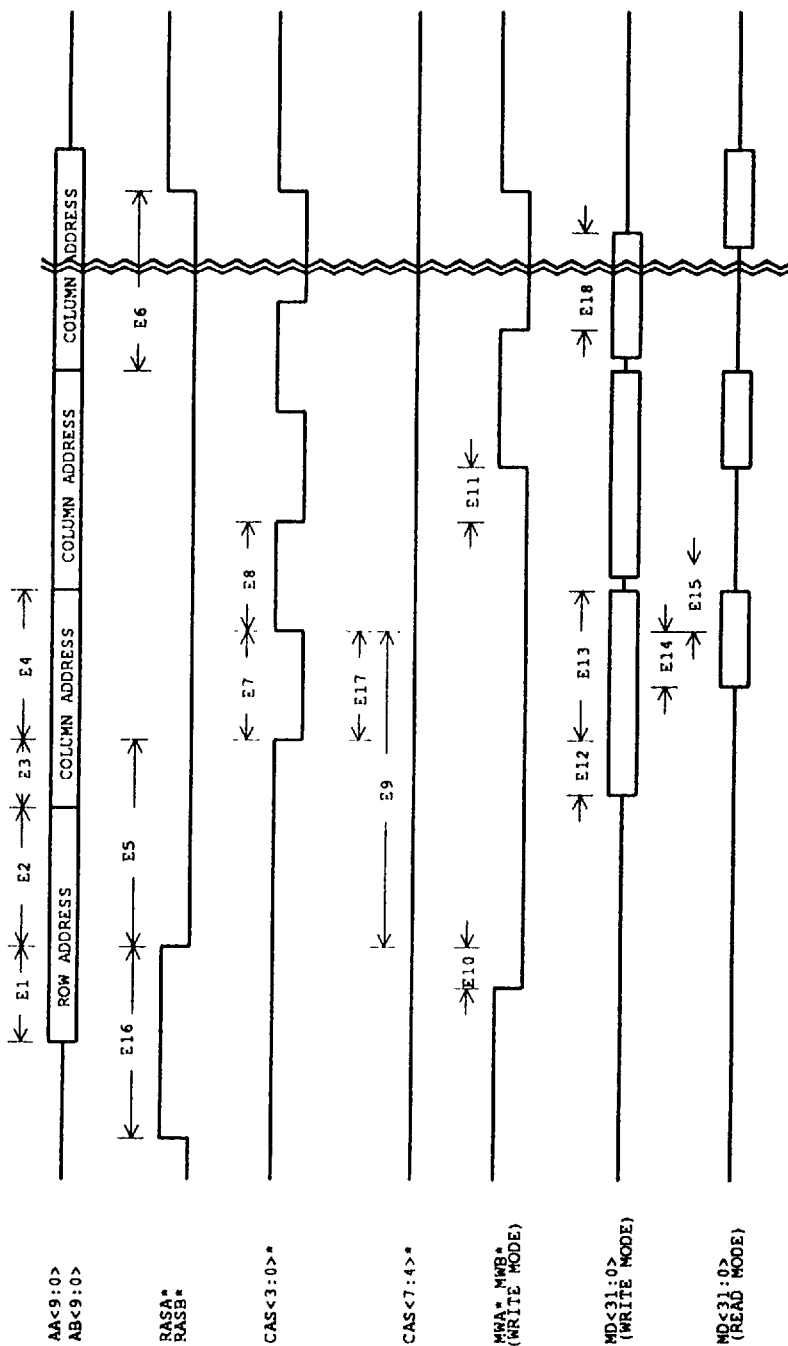 E1
E2
E3
E4
AA<9:0>
AB<9:0>
ROW ADDRESS
COLUMN ADDRESS
COLUMN ADDRESS
COLUMN ADDRESS
E16
E5
E6
RASA*
RASB*
E7
E8
CAS<3:0>*
E17
E9
CAS<7:4>*
E10
E11
MWA* MWB*
(WRITE MODE)
E12
E13
E18
MD<31:0>
(WRITE MODE)
E14
E15
MD<31:0>
(READ MODE)